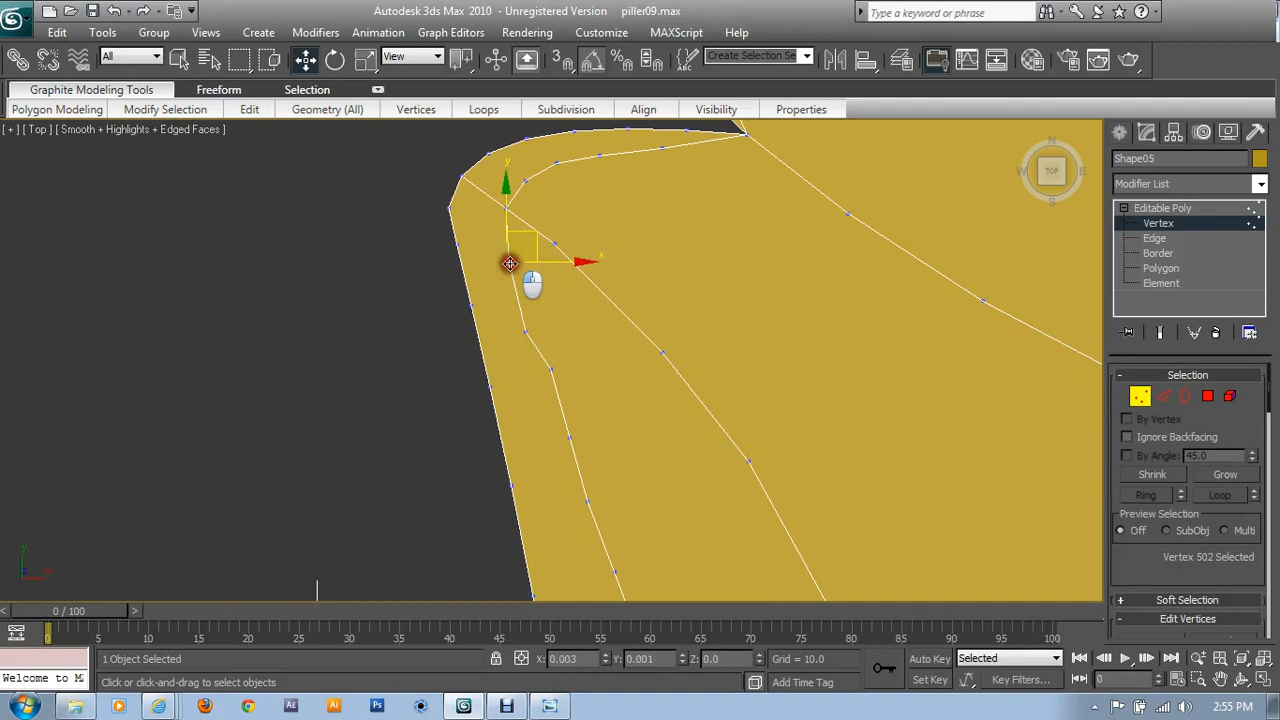 Autodesk 3ds Max 2010 - Unregistered Version piller09.max
Type a keyword or phrase
Edit Tools Group Views Create Modifiers Animation Graph Editors Rendering Customize MAXScript Help
All View Create Selection Se
Graphite Modeling Tools Freeform Selection
Polygon Modeling Modify Selection Edit Geometry (All) Vertices Loops Subdivision Align Visibility Properties
[ + ] [ Top ] [ Smooth + Highlights + Edged Faces ]
N
W TOP E
S
y
x
y
x
Shape05
Modifier List
Editable Poly
Vertex
Edge
Border
Polygon
Element
- Selection
By Vertex
Ignore Backfacing
By Angle: 45.0
Shrink Grow
Ring Loop
Preview Selection
Off SubObj Multi
Vertex 502 Selected
+ Soft Selection
- Edit Vertices
< 0 / 100 >
0 5 10 15 20 25 30 35 40 45 50 55 60 65 70 75 80 85 90 95 100
1 Object Selected X: 0.003 Y: 0.001 Z: 0.0 Grid = 10.0 Auto Key Selected
Welcome to M Click or click-and-drag to select objects Add Time Tag Set Key Key Filters... 0
Ae Ai Ps 2:55 PM